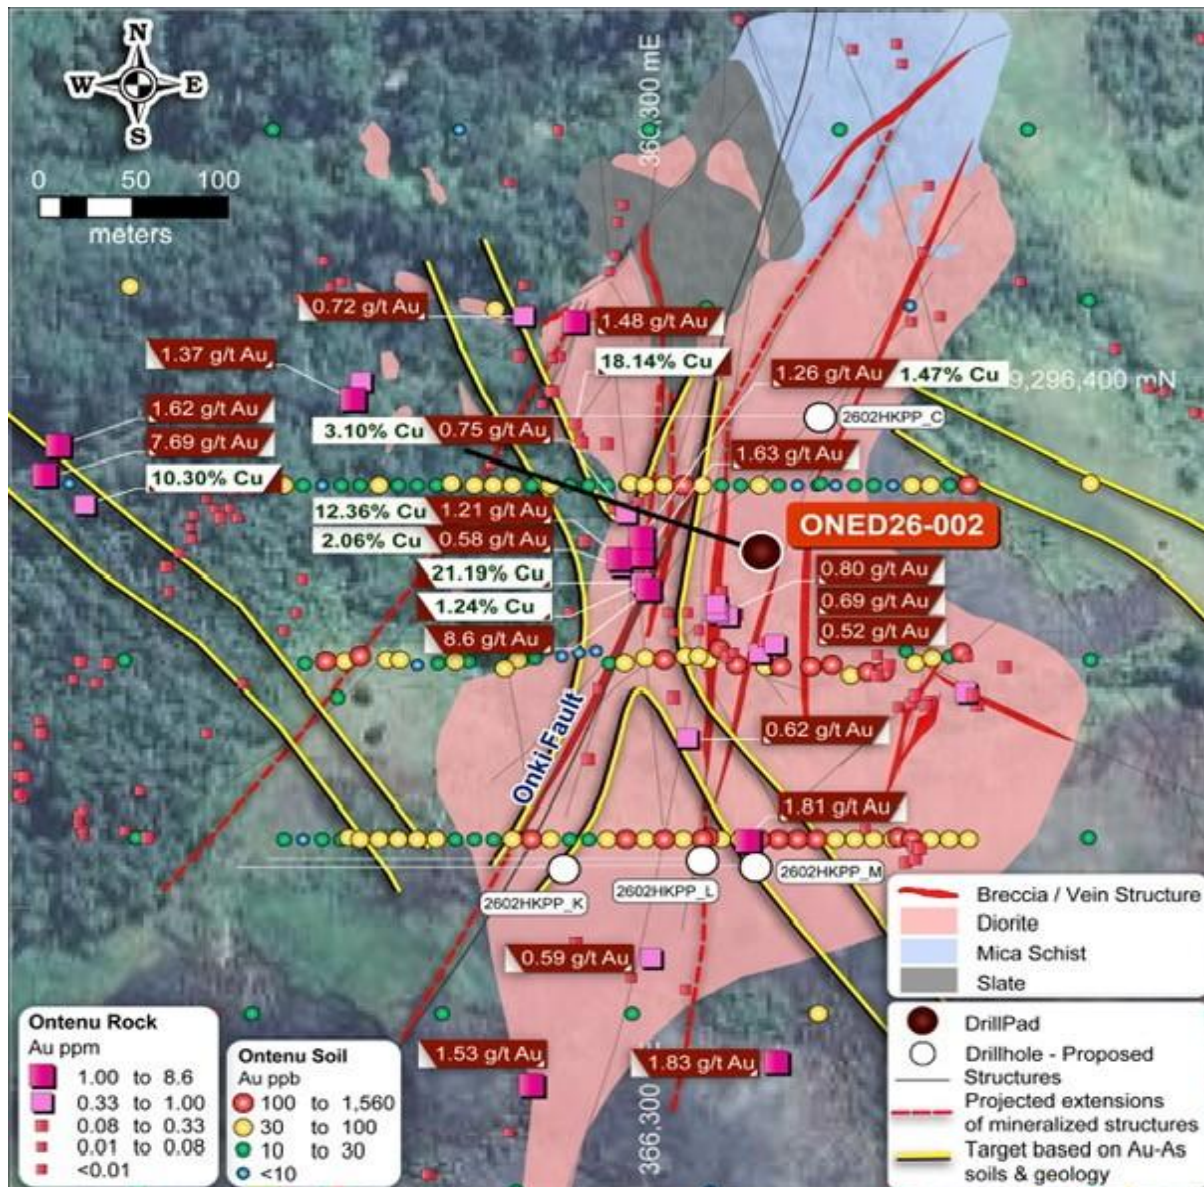 N
W
E
S
0 50 100
meters
360,300 mE
0.72 g/t Au
1.48 g/t Au
18.14% Cu
1.37 g/t Au
1.26 g/t Au
1.47% Cu
9,296,400 mN
1.62 g/t Au
2602HKPP_C
3.10% Cu
0.75 g/t Au
7.69 g/t Au
1.63 g/t Au
10.30% Cu
12.36% Cu
1.21 g/t Au
ONED26-002
2.06% Cu
0.58 g/t Au
21.19% Cu
0.80 g/t Au
1.24% Cu
0.69 g/t Au
8.6 g/t Au
0.52 g/t Au
Onki Fault
0.62 g/t Au
1.81 g/t Au
2602HKPP_K
2602HKPP_L
2602HKPP_M
0.59 g/t Au
1.53 g/t Au
1.83 g/t Au
366,300
Breccia / Vein Structure
Diorite
Mica Schist
Slate
DrillPad
Drillhole - Proposed
Structures
Projected extensions
of mineralized structures
Target based on Au-As
soils & geology
Ontenu Rock
Au ppm
1.00 to 8.6
0.33 to 1.00
0.08 to 0.33
0.01 to 0.08
<0.01
Ontenu Soil
Au ppb
100 to 1,560
30 to 100
10 to 30
<10